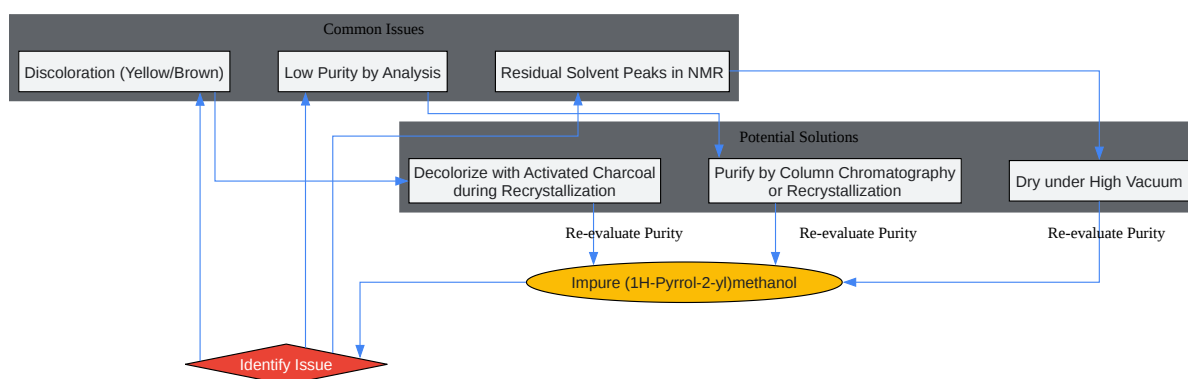 Common Issues
Discoloration (Yellow/Brown)
Low Purity by Analysis
Residual Solvent Peaks in NMR
Potential Solutions
Decolorize with Activated Charcoal
during Recrystallization
Purify by Column Chromatography
or Recrystallization
Dry under High Vacuum
Re-evaluate Purity
Re-evaluate Purity
Re-evaluate Purity
Impure (1H-Pyrrol-2-yl)methanol
Identify Issue